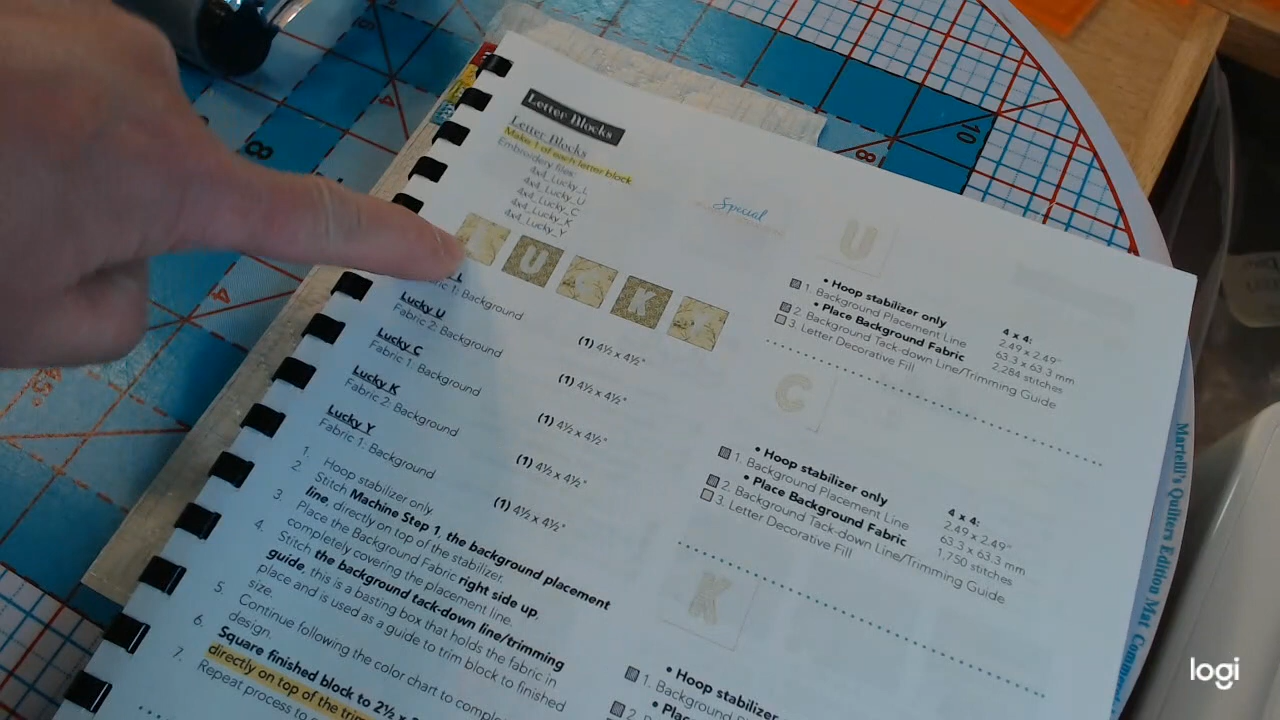 Letter Blocks
Letter Blocks
Make 1 of each letter block
Embroidery files:
4x4_Lucky_L
4x4_Lucky_U
4x4_Lucky_C
4x4_Lucky_K
4x4_Lucky_Y
U C K Y
L
1: Background
(1) 4½ x 4½"
Lucky U
Fabric 2: Background
(1) 4½ x 4½"
Lucky C
Fabric 1: Background
(1) 4½ x 4½"
Lucky K
Fabric 2: Background
(1) 4½ x 4½"
Lucky Y
Fabric 1: Background
(1) 4½ x 4½"
1. Hoop stabilizer only
2. Stitch Machine Step 1, the background placement
line, directly on top of the stabilizer.
3. Place the Background Fabric right side up,
completely covering the placement line.
4. Stitch the background tack-down line/trimming
guide, this is a basting box that holds the fabric in
place and is used as a guide to trim block to finished
size.
5. Continue following the color chart to
design.
6. Square finished block to 2½ x
directly on top of the
7. Repeat process to
Special
U
• Hoop stabilizer only
1. Background Placement Line
• Place Background Fabric
2. Background Tack-down Line/Trimming Guide
3. Letter Decorative Fill
4 x 4:
2.49 x 2.49"
63.3 x 63.3 mm
2,284 stitches
C
• Hoop stabilizer only
1. Background Placement Line
• Place Background Fabric
2. Background Tack-down Line/Trimming Guide
3. Letter Decorative Fill
4 x 4:
2.49 x 2.49"
63.3 x 63.3 mm
1,750 stitches
K
• Hoop
1. Background
2.
8
4
4
8
10
Martelli's Quilters Edition Mat
logi